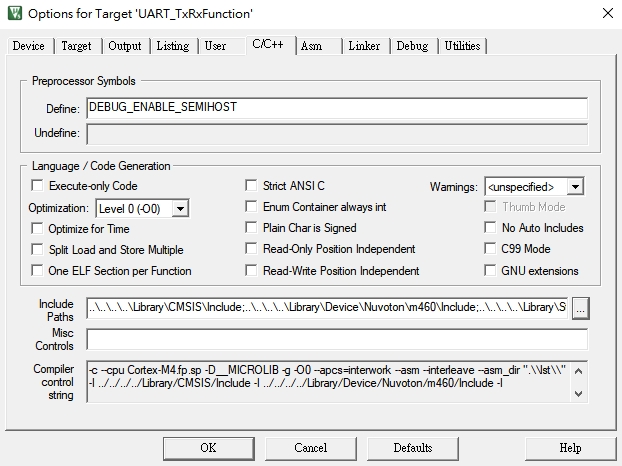 Options for Target 'UART_TxRxFunction'
Device Target Output Listing User C/C++ Asm Linker Debug Utilities
Preprocessor Symbols
Define: DEBUG_ENABLE_SEMIHOST
Undefine:
Language / Code Generation
Execute-only Code Strict ANSI C Warnings: <unspecified>
Optimization: Level 0 (-O0) Enum Container always int Thumb Mode
Optimize for Time Plain Char is Signed No Auto Includes
Split Load and Store Multiple Read-Only Position Independent C99 Mode
One ELF Section per Function Read-Write Position Independent GNU extensions
Include Paths ..\..\..\..\Library\CMSIS\Include;..\..\..\..\Library\Device\Nuvoton\m460\Include;..\..\..\..\Library\S ...
Misc Controls
Compiler control string -c --cpu Cortex-M4.fp.sp -D__MICROLIB -g -O0 --apcs=interwork --asm --interleave --asm_dir ".\\lst\\"
-I ../../../../Library/CMSIS/Include -I ../../../../Library/Device/Nuvoton/m460/Include -I
OK Cancel Defaults Help